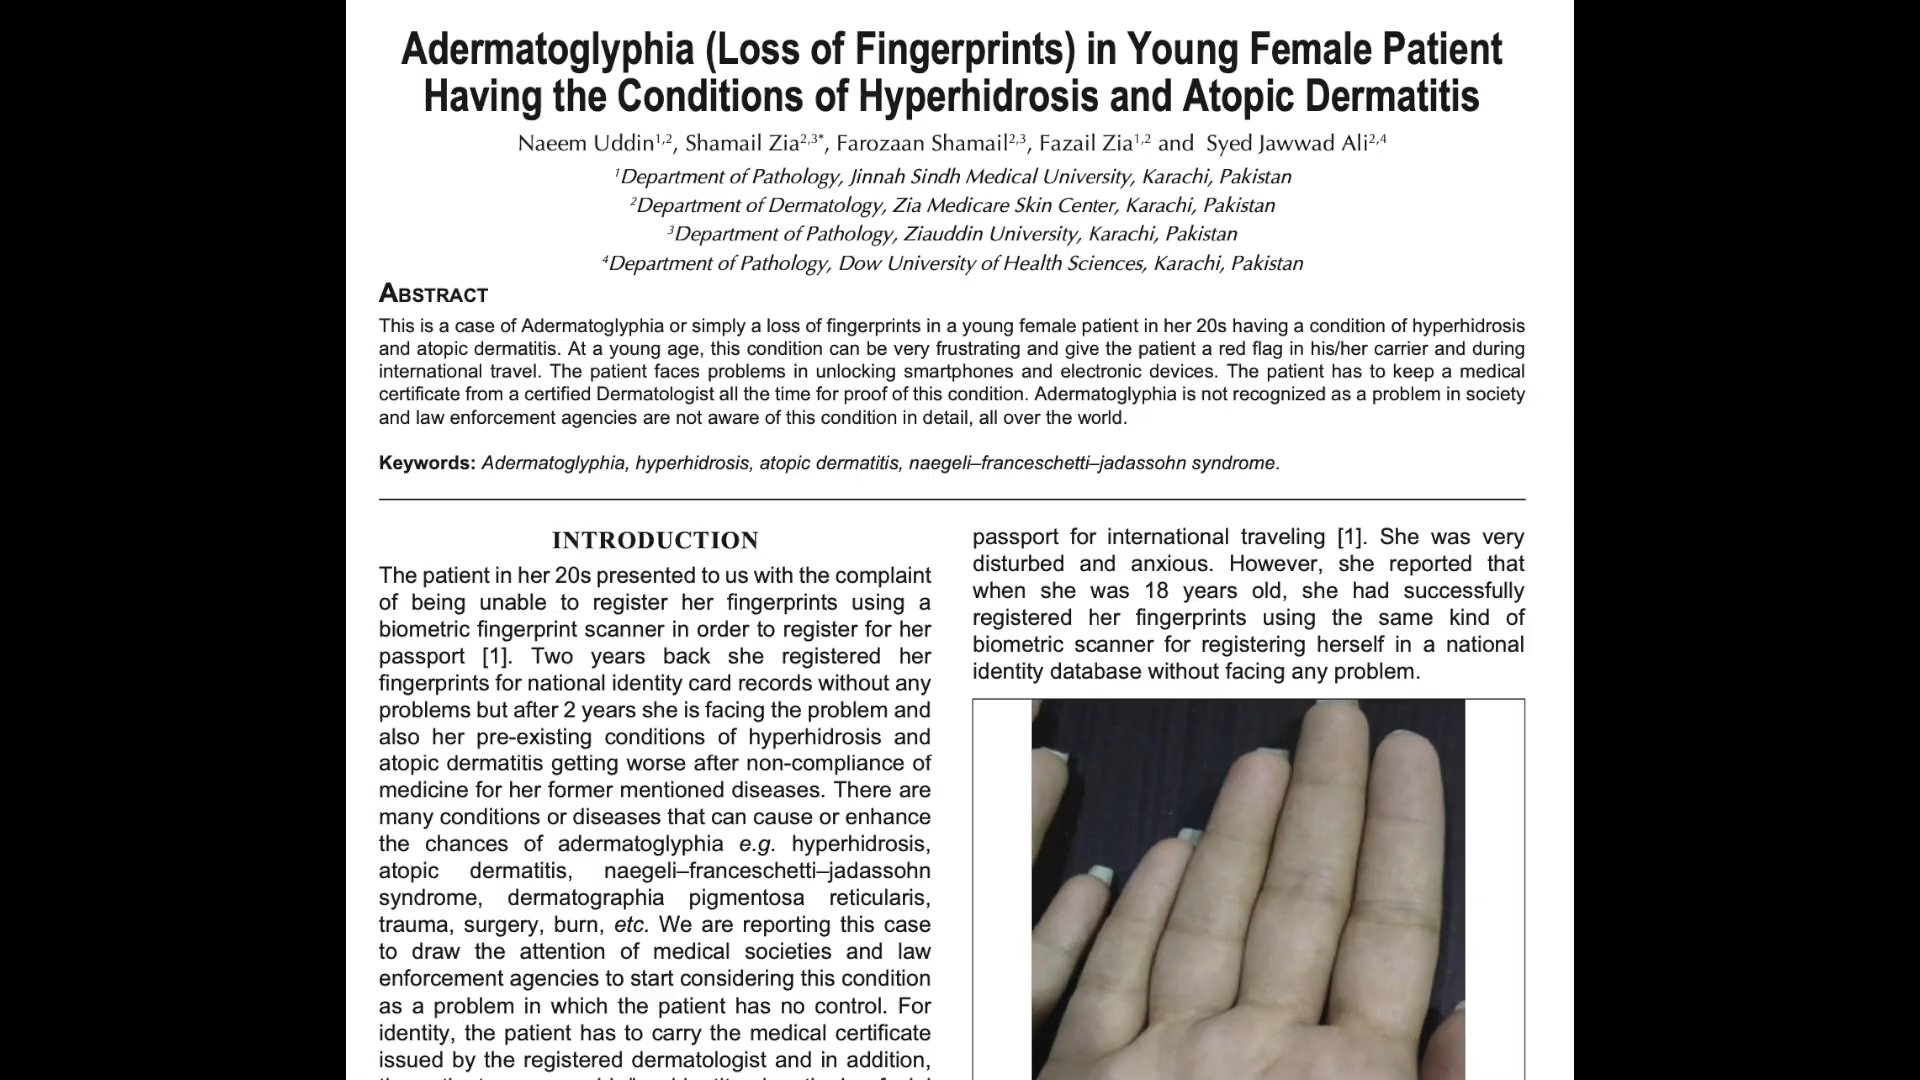 Adermatoglyphia (Loss of Fingerprints) in Young Female Patient
Having the Conditions of Hyperhidrosis and Atopic Dermatitis
Naeem Uddin1,2, Shamail Zia2,3*, Farozaan Shamail2,3, Fazail Zia1,2 and Syed Jawwad Ali2,4
1Department of Pathology, Jinnah Sindh Medical University, Karachi, Pakistan
2Department of Dermatology, Zia Medicare Skin Center, Karachi, Pakistan
3Department of Pathology, Ziauddin University, Karachi, Pakistan
4Department of Pathology, Dow University of Health Sciences, Karachi, Pakistan
ABSTRACT
This is a case of Adermatoglyphia or simply a loss of fingerprints in a young female patient in her 20s having a condition of hyperhidrosis
and atopic dermatitis. At a young age, this condition can be very frustrating and give the patient a red flag in his/her carrier and during
international travel. The patient faces problems in unlocking smartphones and electronic devices. The patient has to keep a medical
certificate from a certified Dermatologist all the time for proof of this condition. Adermatoglyphia is not recognized as a problem in society
and law enforcement agencies are not aware of this condition in detail, all over the world.
Keywords: Adermatoglyphia, hyperhidrosis, atopic dermatitis, naegeli–franceschetti–jadassohn syndrome.
INTRODUCTION
The patient in her 20s presented to us with the complaint
of being unable to register her fingerprints using a
biometric fingerprint scanner in order to register for her
passport [1]. Two years back she registered her
fingerprints for national identity card records without any
problems but after 2 years she is facing the problem and
also her pre-existing conditions of hyperhidrosis and
atopic dermatitis getting worse after non-compliance of
medicine for her former mentioned diseases. There are
many conditions or diseases that can cause or enhance
the chances of adermatoglyphia e.g. hyperhidrosis,
atopic dermatitis, naegeli–franceschetti–jadassohn
syndrome, dermatographia pigmentosa reticularis,
trauma, surgery, burn, etc. We are reporting this case
to draw the attention of medical societies and law
enforcement agencies to start considering this condition
as a problem in which the patient has no control. For
identity, the patient has to carry the medical certificate
issued by the registered dermatologist and in addition,
passport for international traveling [1]. She was very
disturbed and anxious. However, she reported that
when she was 18 years old, she had successfully
registered her fingerprints using the same kind of
biometric scanner for registering herself in a national
identity database without facing any problem.